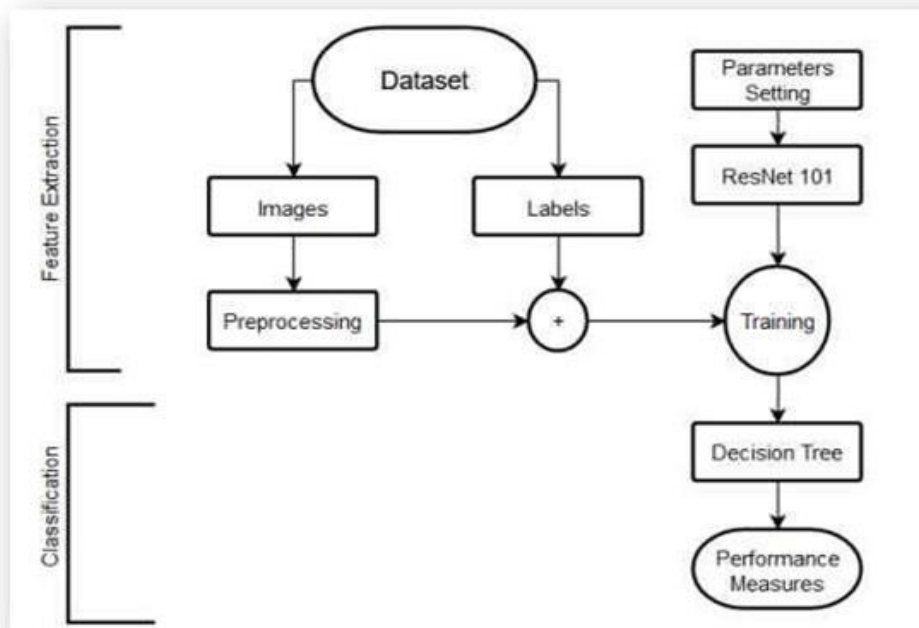 Dataset
Parameters
Setting
Images
Labels
ResNet 101
Preprocessing
+
Training
Decision Tree
Performance
Measures
Feature Extraction
Classification